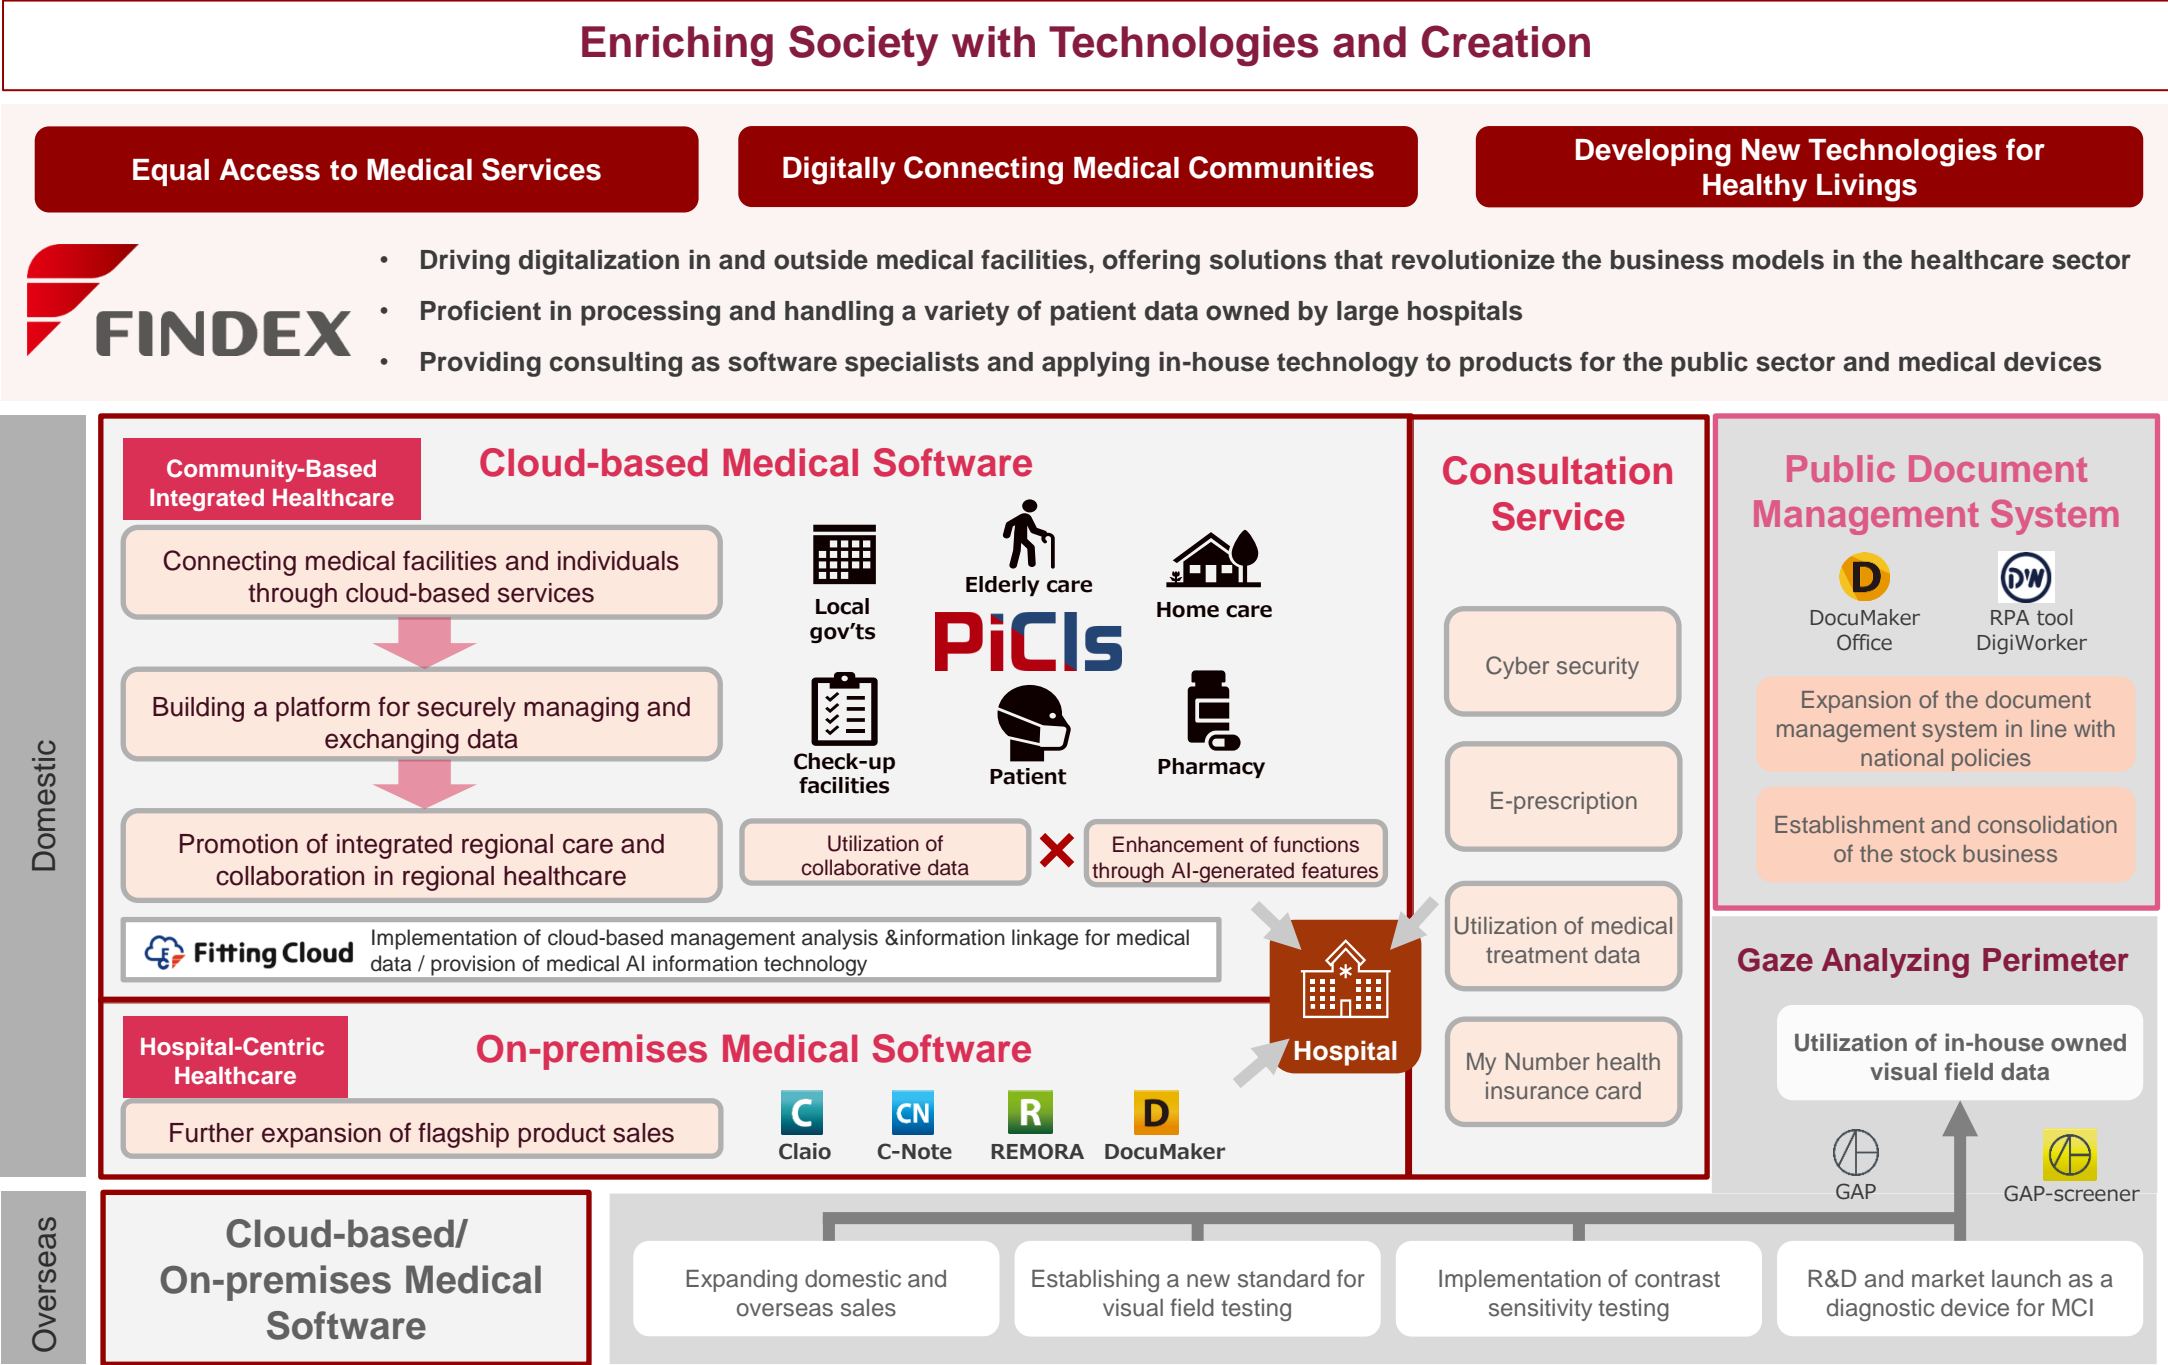 Enriching Society with Technologies and Creation
Equal Access to Medical Services
Digitally Connecting Medical Communities
Developing New Technologies for
Healthy Livings
FINDEX
• Driving digitalization in and outside medical facilities, offering solutions that revolutionize the business models in the healthcare sector
• Proficient in processing and handling a variety of patient data owned by large hospitals
• Providing consulting as software specialists and applying in-house technology to products for the public sector and medical devices
Domestic
Community-Based
Integrated Healthcare
Cloud-based Medical Software
Connecting medical facilities and individuals
through cloud-based services
Building a platform for securely managing and
exchanging data
Promotion of integrated regional care and
collaboration in regional healthcare
Local
gov'ts
Elderly care
Home care
PiCls
Check-up
facilities
Patient
Pharmacy
Utilization of
collaborative data
Enhancement of functions
through AI-generated features
Fitting Cloud
Implementation of cloud-based management analysis &information linkage for medical
data / provision of medical AI information technology
Hospital
Hospital-Centric
Healthcare
On-premises Medical Software
Further expansion of flagship product sales
C
Claio
CN
C-Note
R
REMORA
D
DocuMaker
Consultation
Service
Cyber security
E-prescription
Utilization of medical
treatment data
My Number health
insurance card
Public Document
Management System
D
DocuMaker
Office
D'W
RPA tool
DigiWorker
Expansion of the document
management system in line with
national policies
Establishment and consolidation
of the stock business
Gaze Analyzing Perimeter
Utilization of in-house owned
visual field data
GAP
GAP-screener
Overseas
Cloud-based/
On-premises Medical
Software
Expanding domestic and
overseas sales
Establishing a new standard for
visual field testing
Implementation of contrast
sensitivity testing
R&D and market launch as a
diagnostic device for MCI